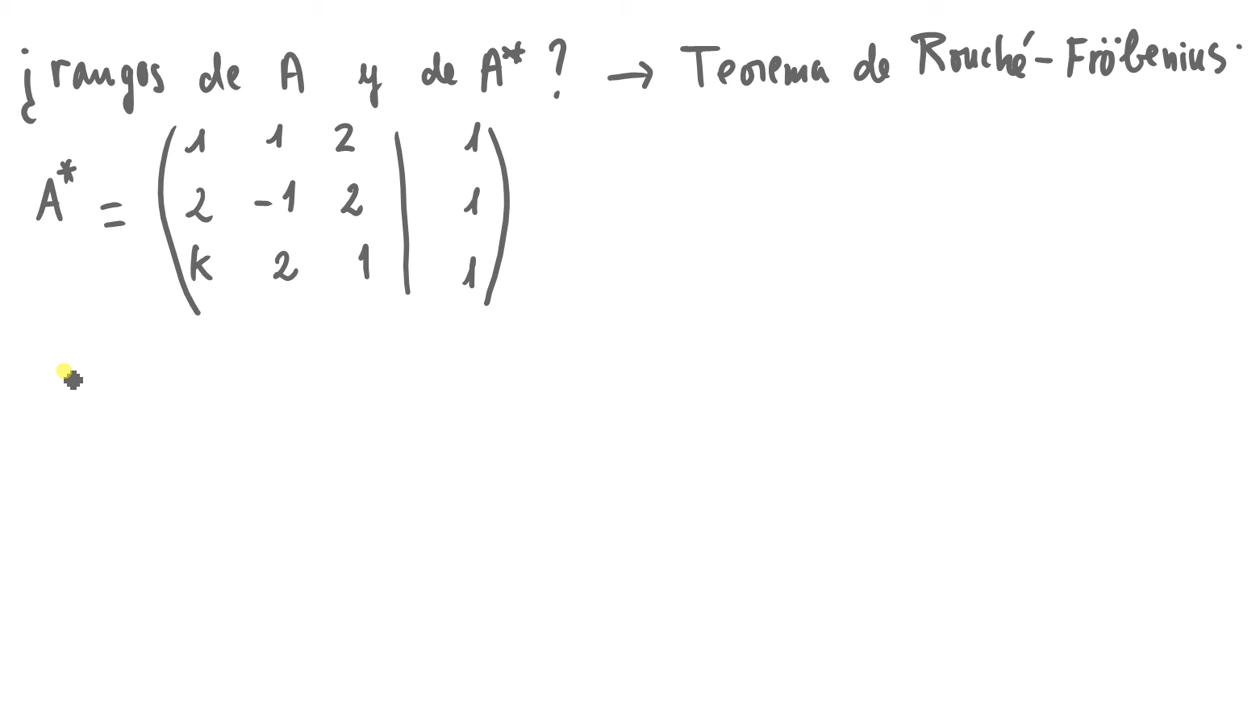 ¿rangos de A y de A* ? → Teorema de Rouché-Fröbenius.
A* = ( 1 1 2 | 1 )
2 -1 2 | 1
k 2 1 | 1